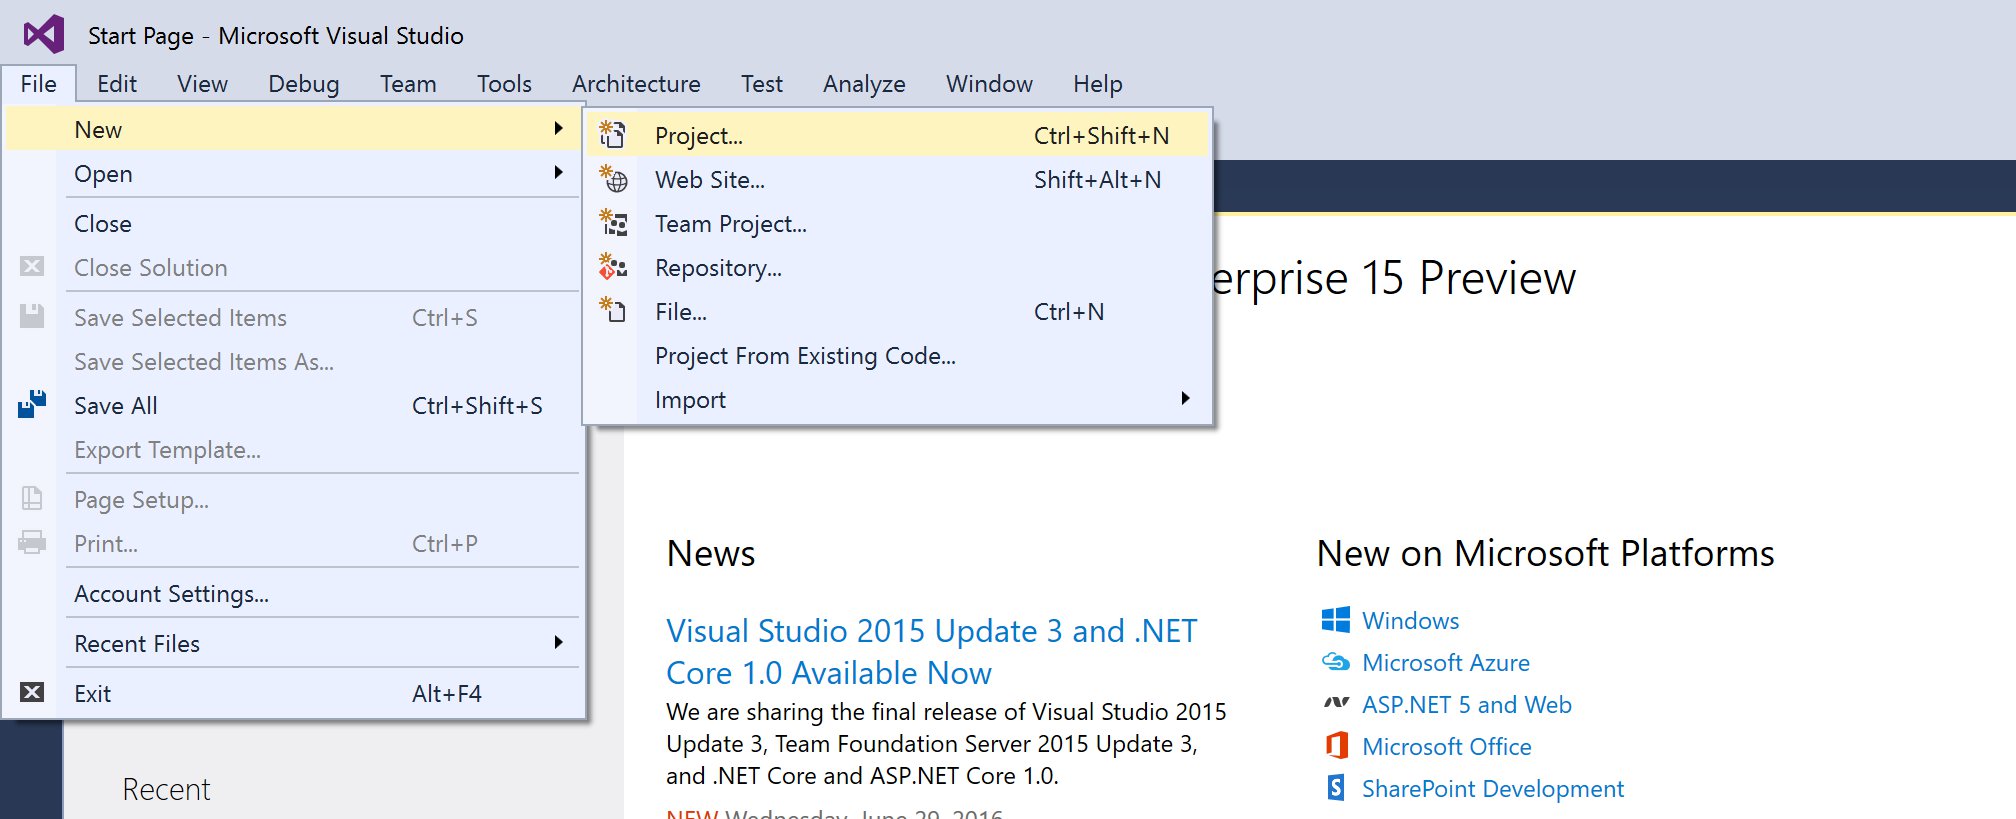 Start Page - Microsoft Visual Studio
File Edit View Debug Team Tools Architecture Test Analyze Window Help
New
Open
Close
Close Solution
Save Selected Items Ctrl+S
Save Selected Items As...
Save All Ctrl+Shift+S
Export Template...
Page Setup...
Print... Ctrl+P
Account Settings...
Recent Files
Exit Alt+F4
Project... Ctrl+Shift+N
Web Site... Shift+Alt+N
Team Project...
Repository...
File... Ctrl+N
Project From Existing Code...
Import
erprise 15 Preview
Recent
News
Visual Studio 2015 Update 3 and .NET
Core 1.0 Available Now
We are sharing the final release of Visual Studio 2015
Update 3, Team Foundation Server 2015 Update 3,
and .NET Core and ASP.NET Core 1.0.
NEW Wednesday, June 29, 2016
New on Microsoft Platforms
Windows
Microsoft Azure
ASP.NET 5 and Web
Microsoft Office
SharePoint Development